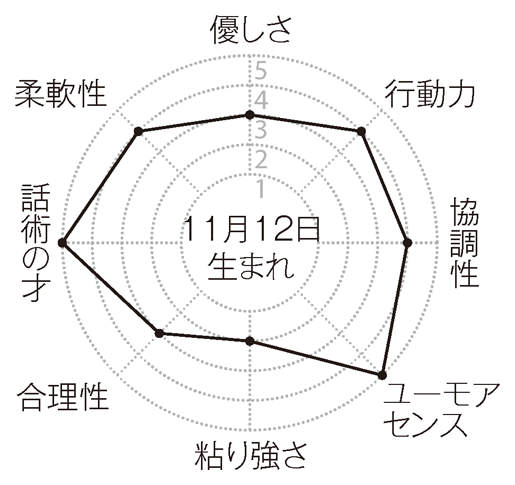 優しさ
柔軟性
行動力
5
4
3
2
1
話術の才
11月12日
生まれ
協調性
合理性
ユーモア
センス
粘り強さ